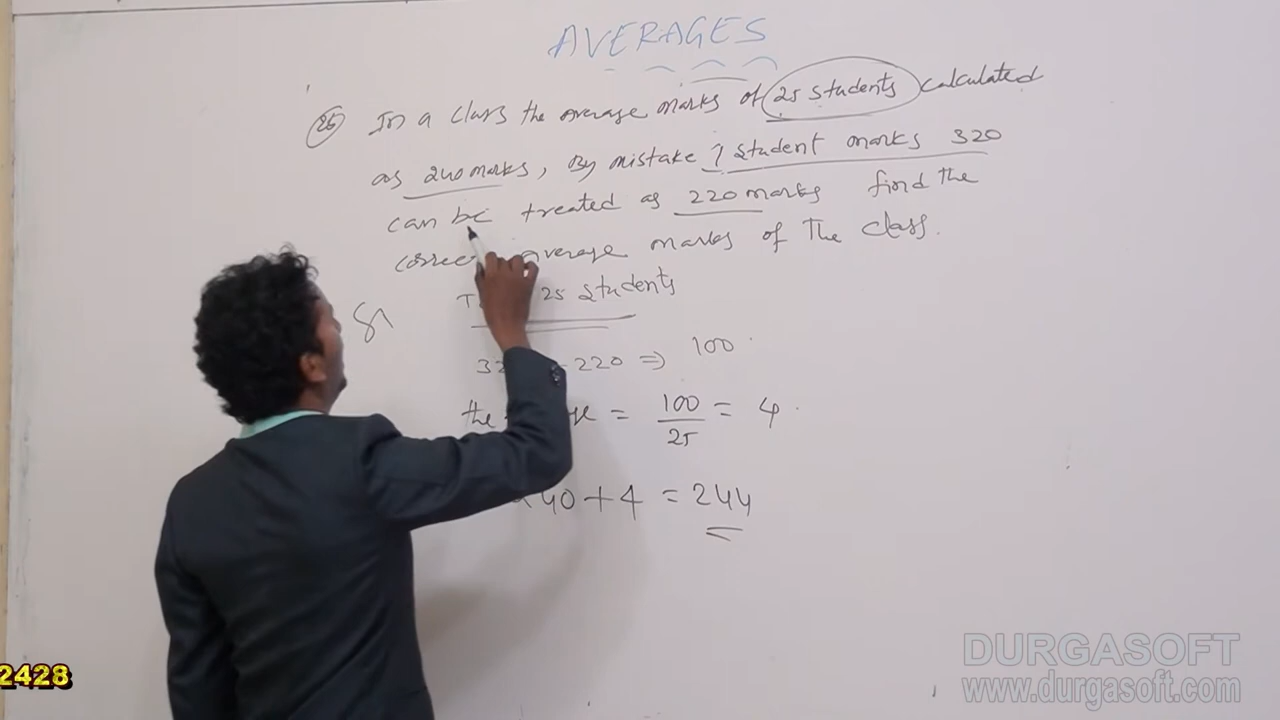 AVERAGES
26 In a class the average marks of 25 students calculated
as 240 marks, By mistake 1 student marks 320
can be treated as 220 marks find the
average marks of the class.
25 students
220 ⇒ 100
the = 100/25 = 4
40 + 4 = 244
2428
DURGASOFT
www.durgasoft.com